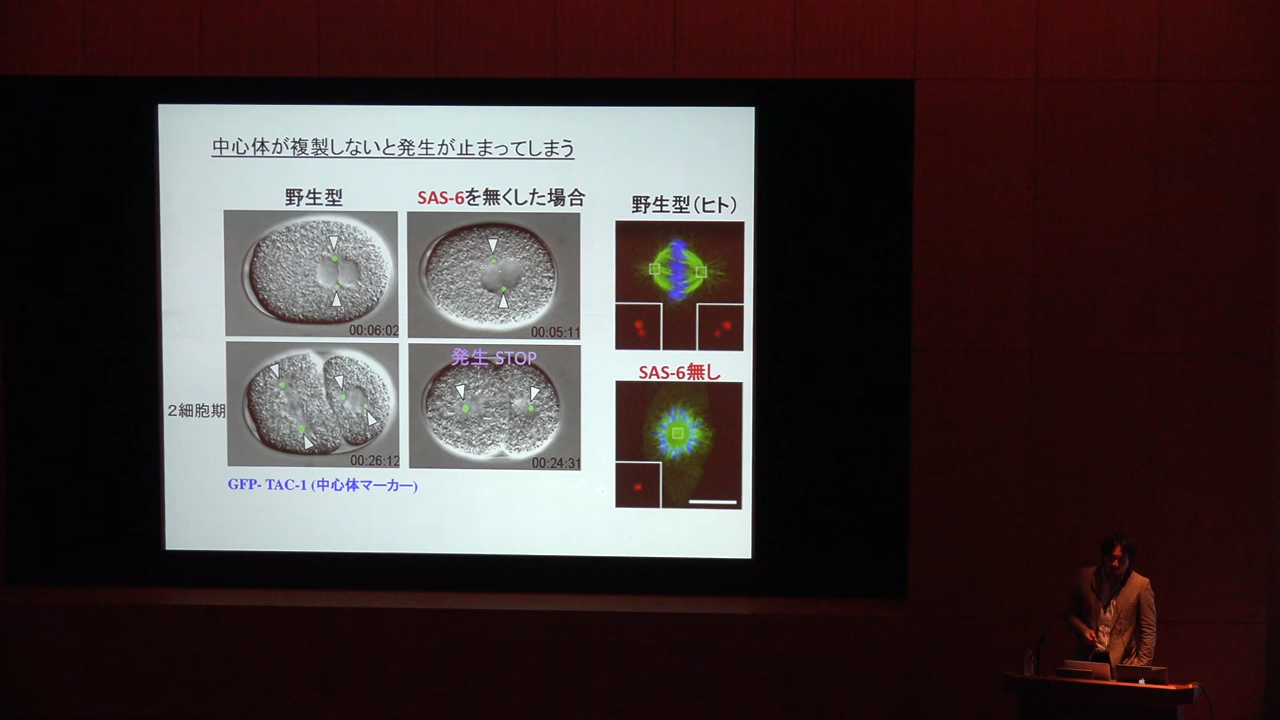 中心体が複製しないと発生が止まってしまう
野生型
SAS-6を無くした場合
野生型(ヒト)
00:06:02
00:05:11
SAS-6無し
発生 STOP
2細胞期
00:26:12
00:24:31
GFP- TAC-1 (中心体マーカー)